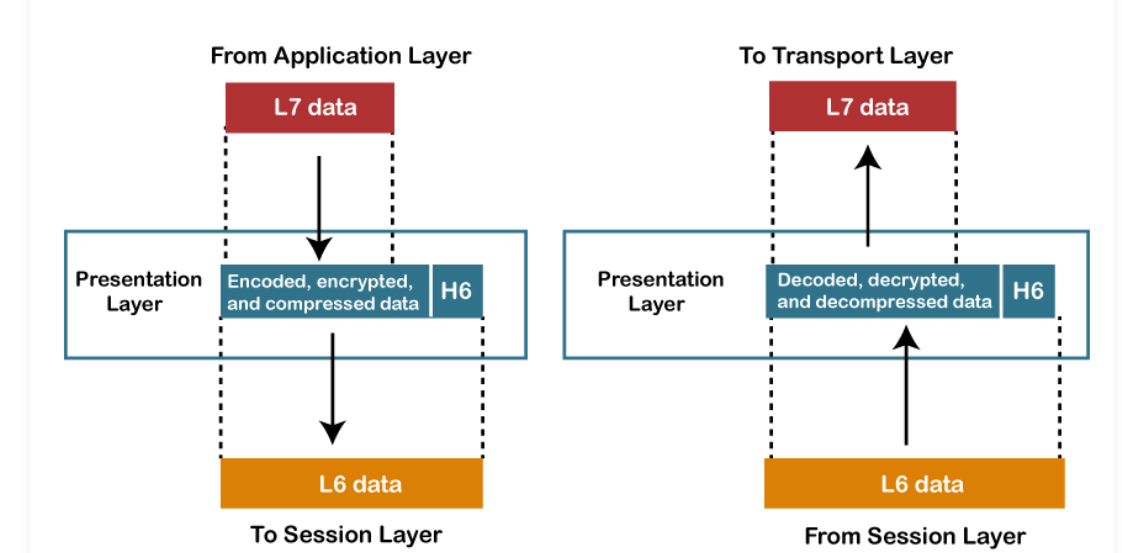 From Application Layer
L7 data
Presentation
Layer
Encoded, encrypted,
and compressed data
H6
L6 data
To Session Layer
To Transport Layer
L7 data
Presentation
Layer
Decoded, decrypted,
and decompressed data
H6
L6 data
From Session Layer